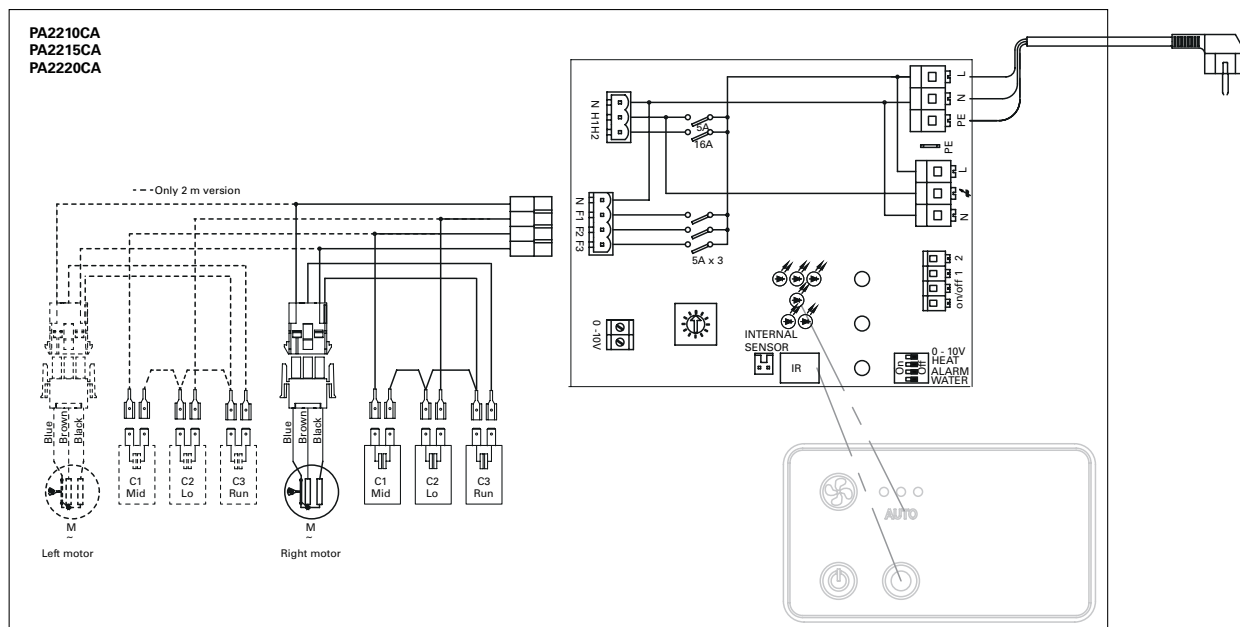 PA2210CA
PA2215CA
PA2220CA
L
N
PE
N H1H2
5A
16A
PE
L
N
---Only 2 m version
N F1 F2 F3
5A x 3
on/off 1 2
0 -10V
INTERNAL
SENSOR
IR
On Off
0 - 10V
HEAT
ALARM
WATER
Blue Brown Black
Blue Brown Black
C1
Mid
C2
Lo
C3
Run
C1
Mid
C2
Lo
C3
Run
M
~
Left motor
M
~
Right motor
AUTO